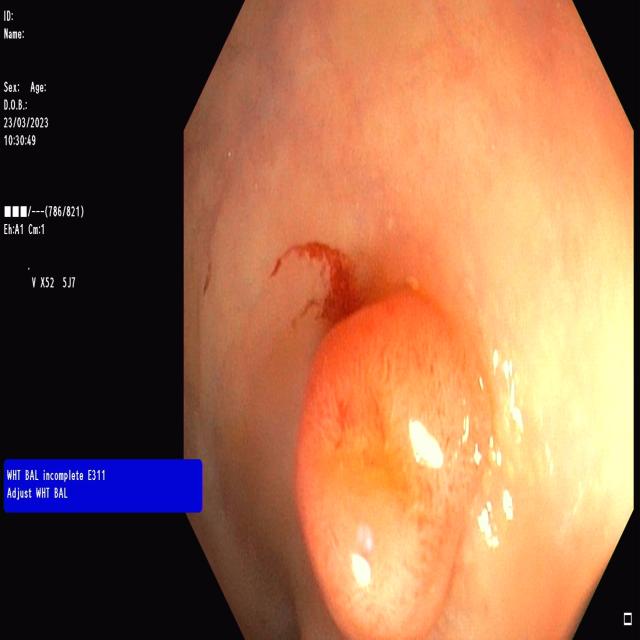 ID:
Name:
Sex: Age:
D.O.B.:
23/03/2023
10:30:49
■■■/---(786/821)
Eh:A1 Cm:1
V X52 5J7
WHT BAL incomplete E311
Adjust WHT BAL